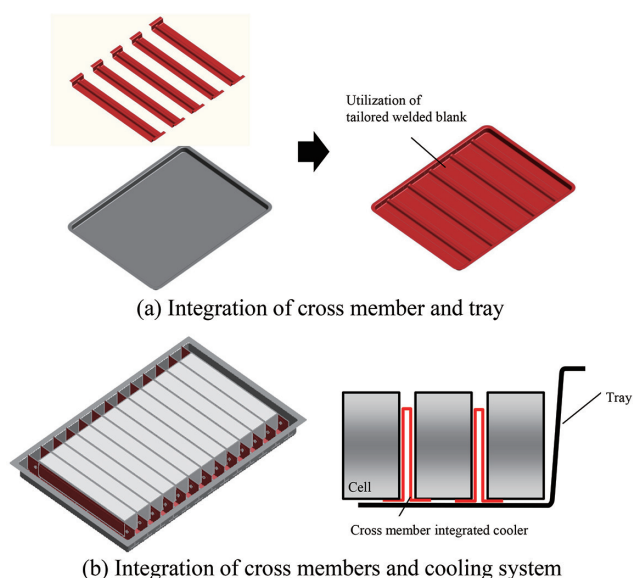 Utilization of
tailored welded blank
(a) Integration of cross member and tray
Tray
Cell
Cross member integrated cooler
(b) Integration of cross members and cooling system